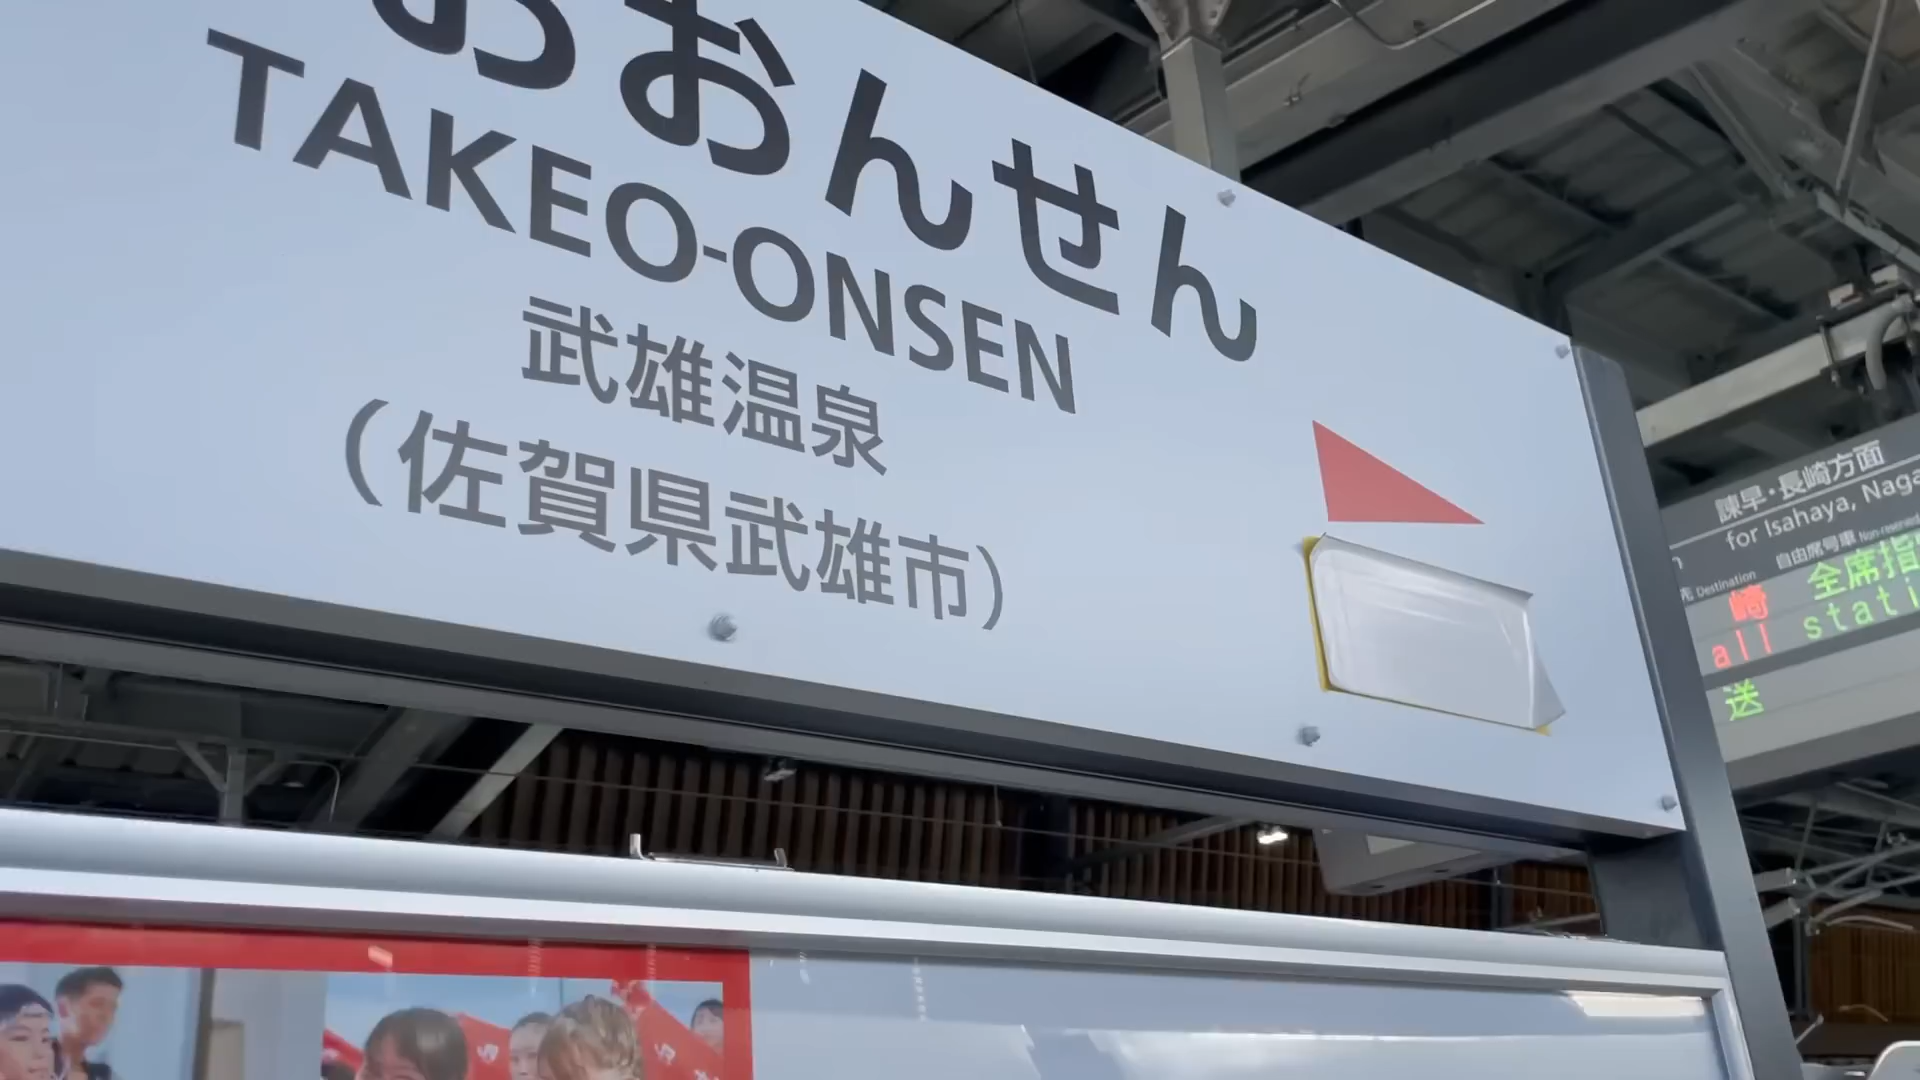 おおんせん
TAKEO-ONSEN
武雄温泉
（佐賀県武雄市）
諫早・長崎方面
for Isahaya, Naga
自由席号車 Non-reserved
先 Destination
全席指
崎
all stati
送